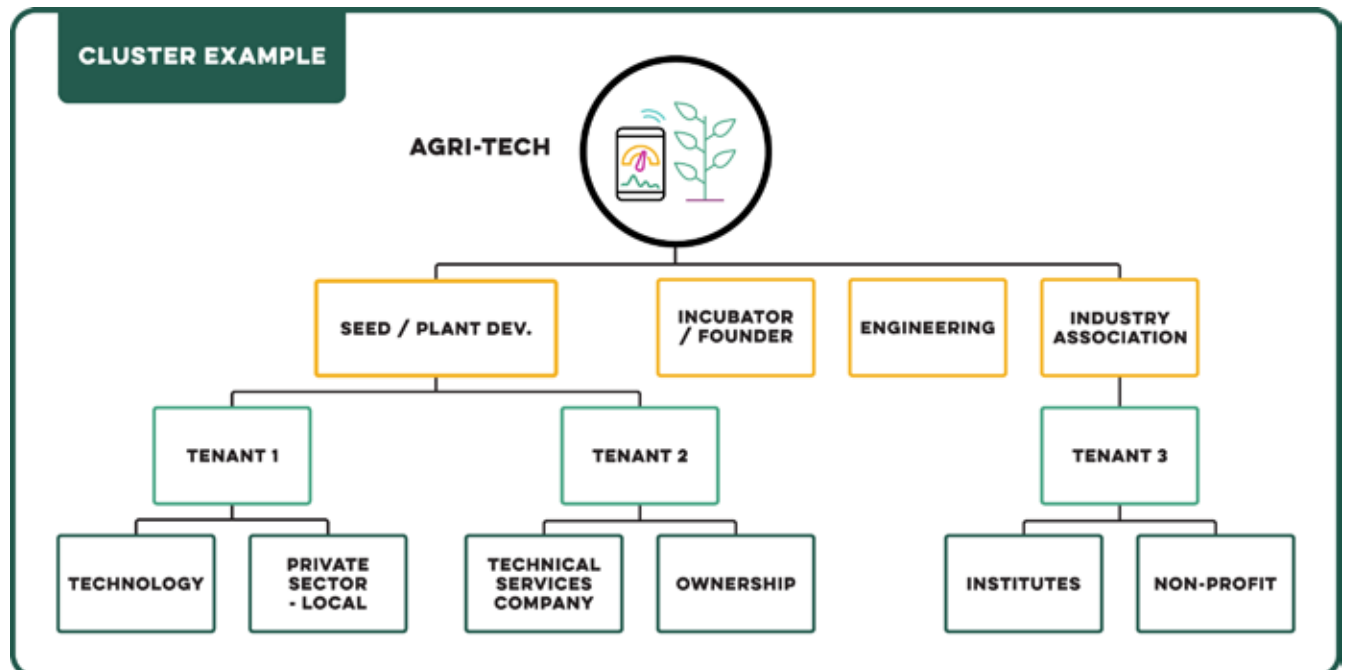 CLUSTER EXAMPLE
AGRI-TECH
SEED / PLANT DEV.
INCUBATOR
/ FOUNDER
ENGINEERING
INDUSTRY
ASSOCIATION
TENANT 1
TENANT 2
TENANT 3
TECHNOLOGY
PRIVATE
SECTOR
- LOCAL
TECHNICAL
SERVICES
COMPANY
OWNERSHIP
INSTITUTES
NON-PROFIT